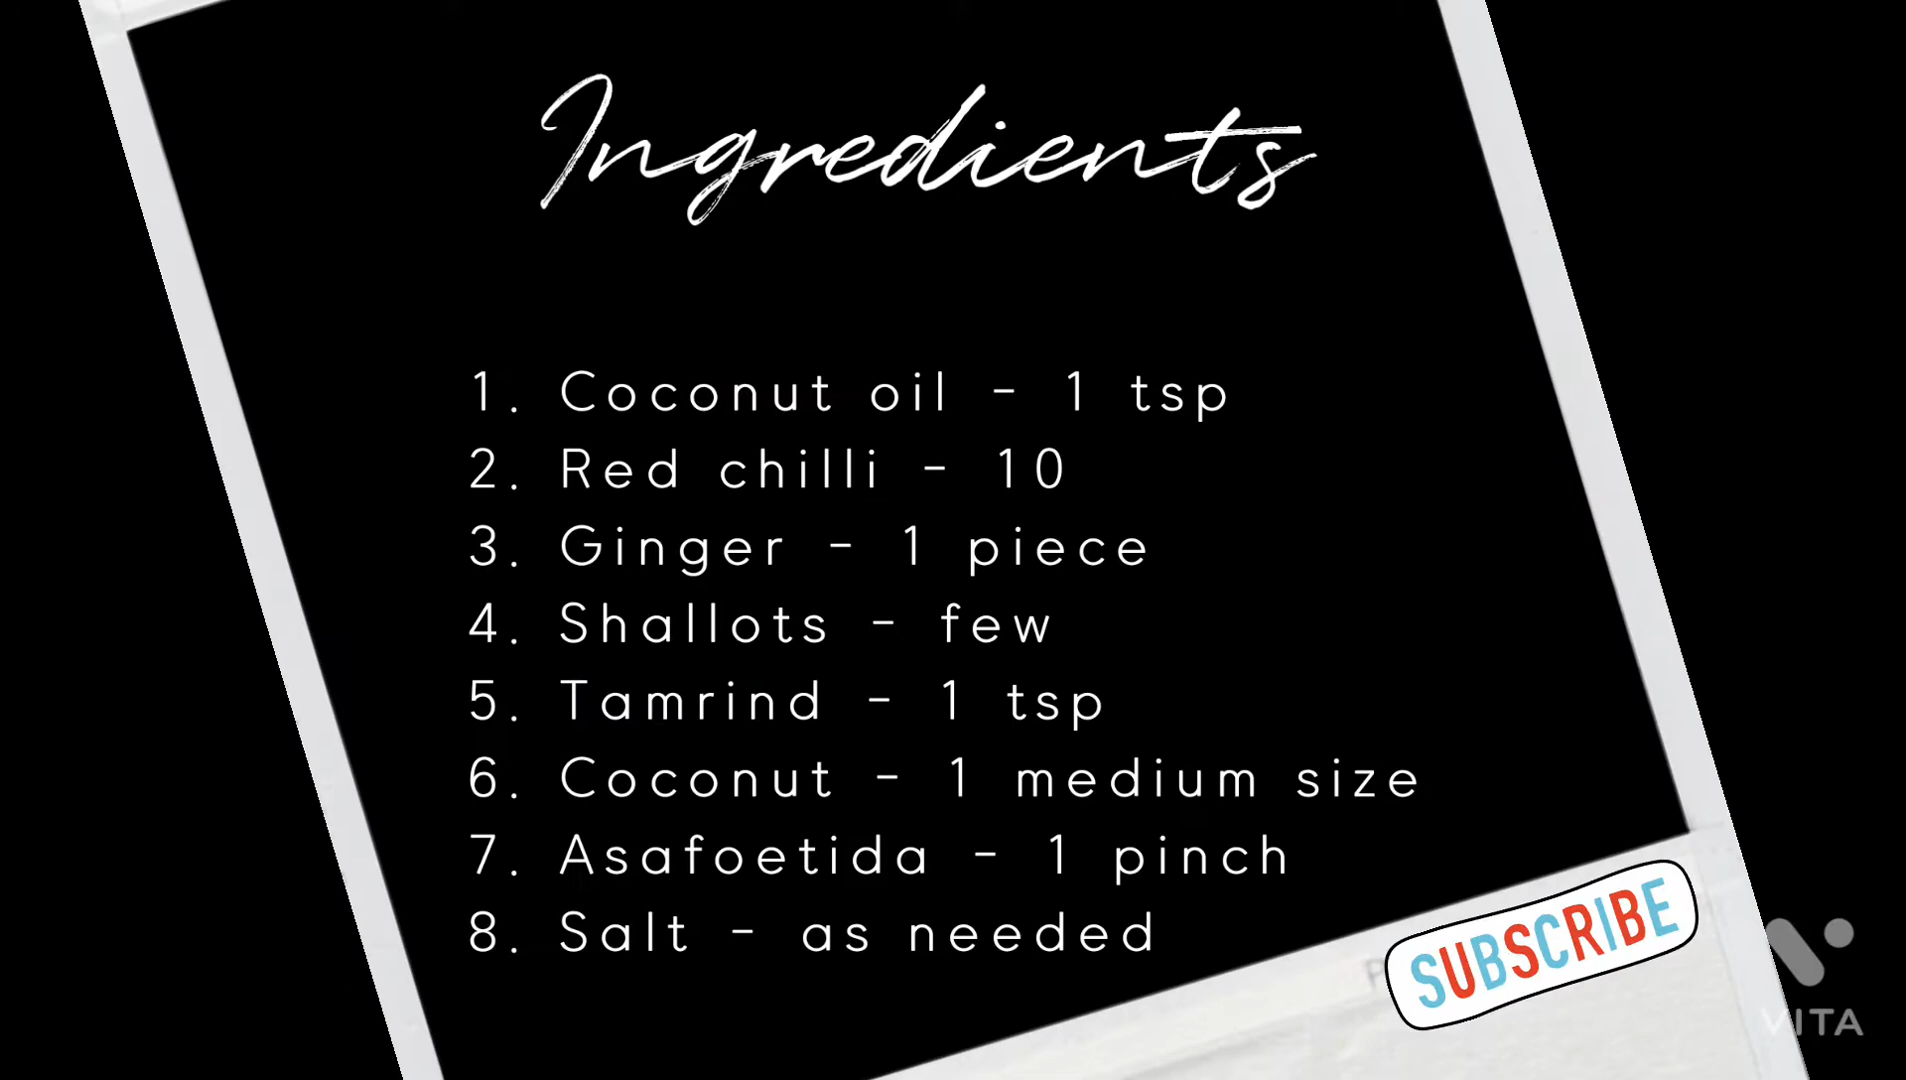 Ingredients
1. Coconut oil - 1 tsp
2. Red chilli - 10
3. Ginger - 1 piece
4. Shallots - few
5. Tamrind - 1 tsp
6. Coconut - 1 medium size
7. Asafoetida - 1 pinch
8. Salt - as needed
SUBSCRIBE
VITA